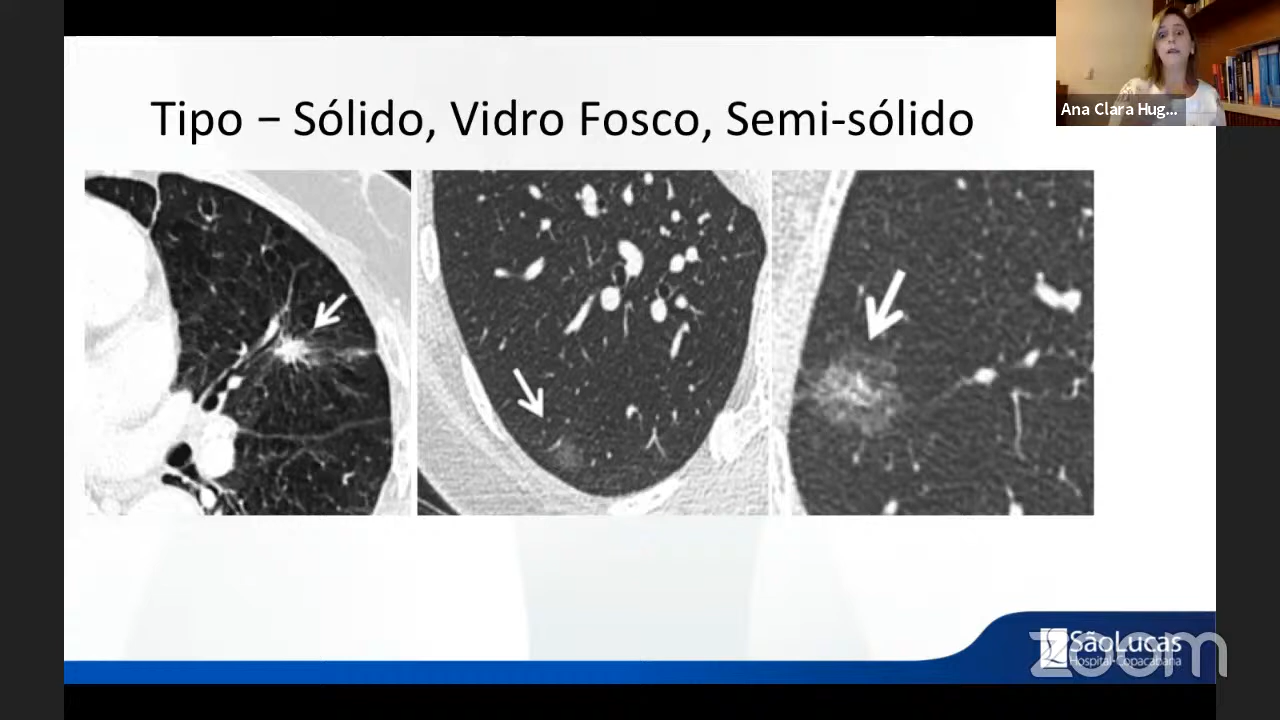 Tipo – Sólido, Vidro Fosco, Semi-sólido
Ana Clara Hug...
SãoLucas
Hospital-Copacabana
zoom